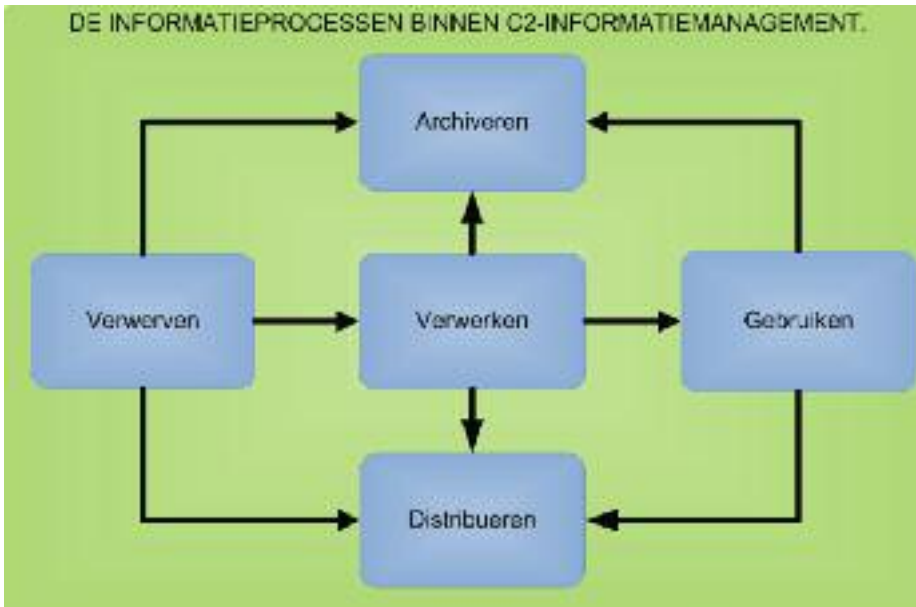 DE INFORMATIEPROCESSEN BINNEN C2-INFORMATIEMANAGEMENT.
Archiveren
Verwerven
Verwerken
Gebruiken
Distribueren